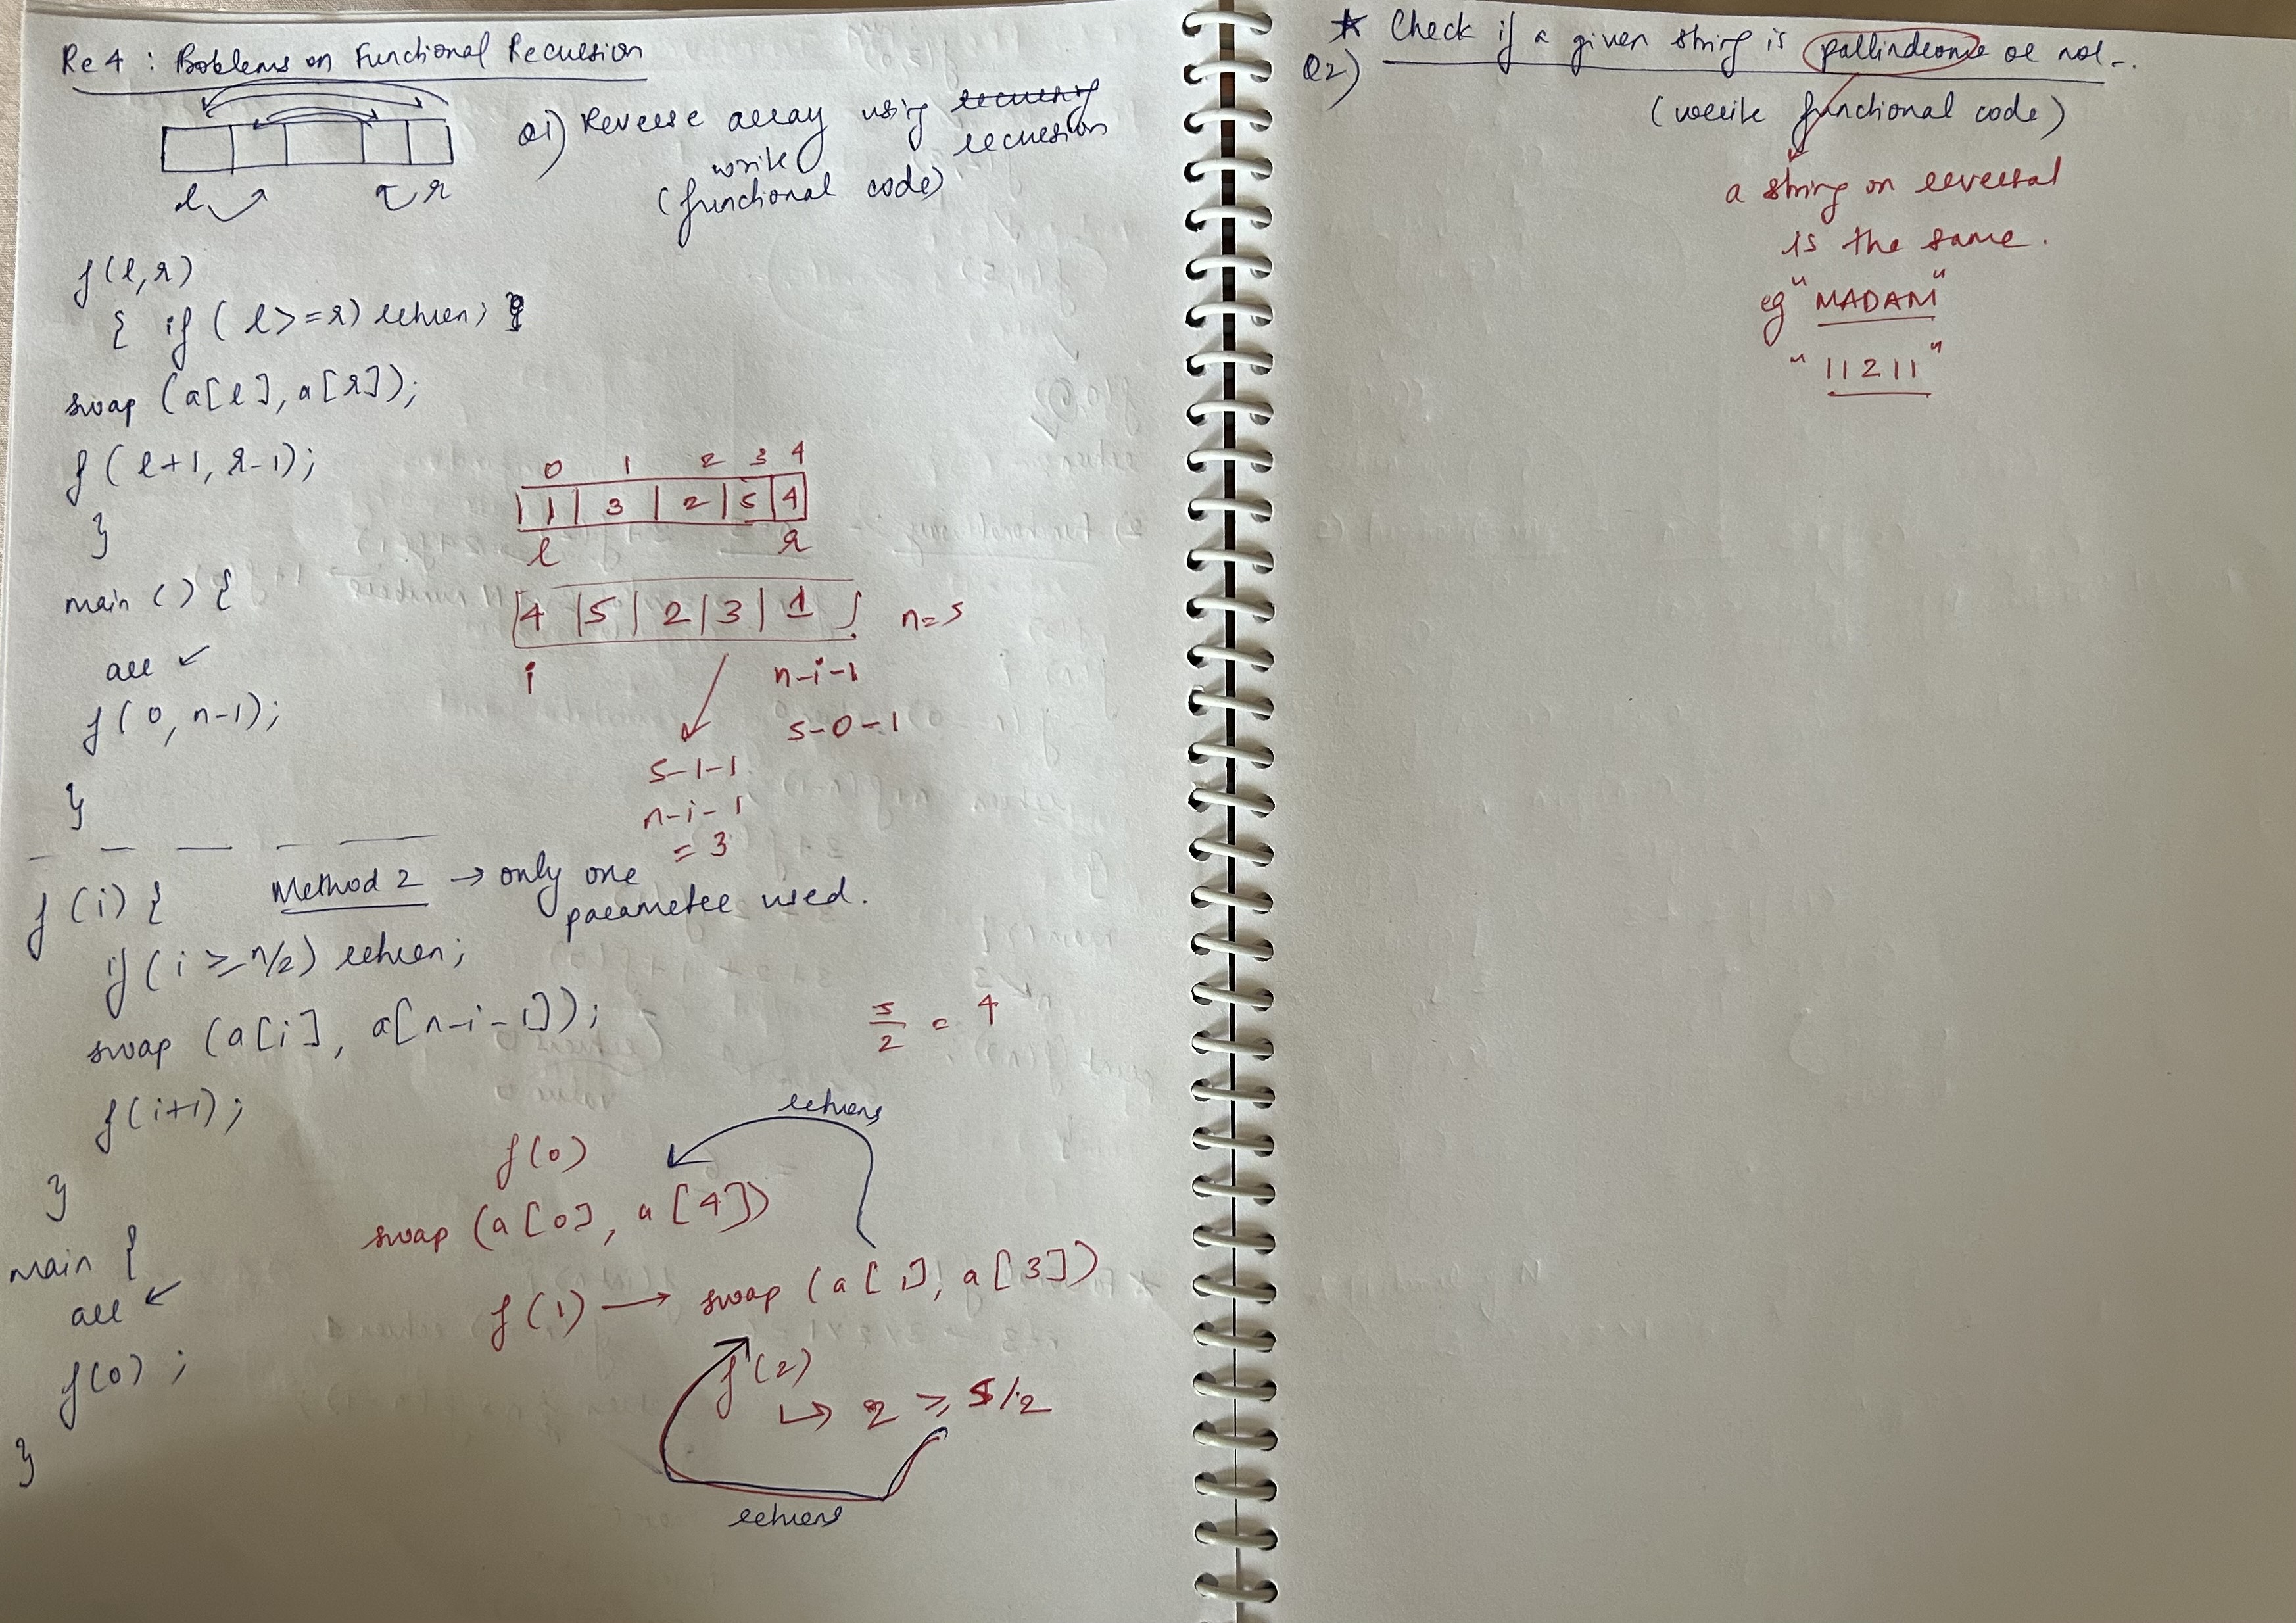 Re 4 : Problems on Functional Recursion
Q1) Reverse array using recursion
write
(functional code)
l r
f(l,r)
{ if (l>=r) return; }
swap (a[l], a[r]);
f(l+1, r-1);
}
main () {
arr ✓
f(0, n-1);
}
0 1 2 3 4
1 | 3 | 2 | 5 | 4
l r
4 | 5 | 2 | 3 | 1 n=5
i n-i-1
5-0-1
5-1-1
n-i-1
= 3
Method 2 → only one
parameter used.
f(i) {
if (i ≥ n/2) return;
swap (a[i], a[n-i-1]);
f(i+1);
}
main {
arr ✓
f(0) ;
}
5/2 = 4
returns
f(0)
swap (a[0], a[4])
f(1) → swap (a[1], a[3])
f(2)
↳ 2 ≥ 5/2
returns
* Check if a given string is pallindrome or not..
Q2)
(write functional code)
a string on reversal
is the same.
eg "MADAM"
"11211"